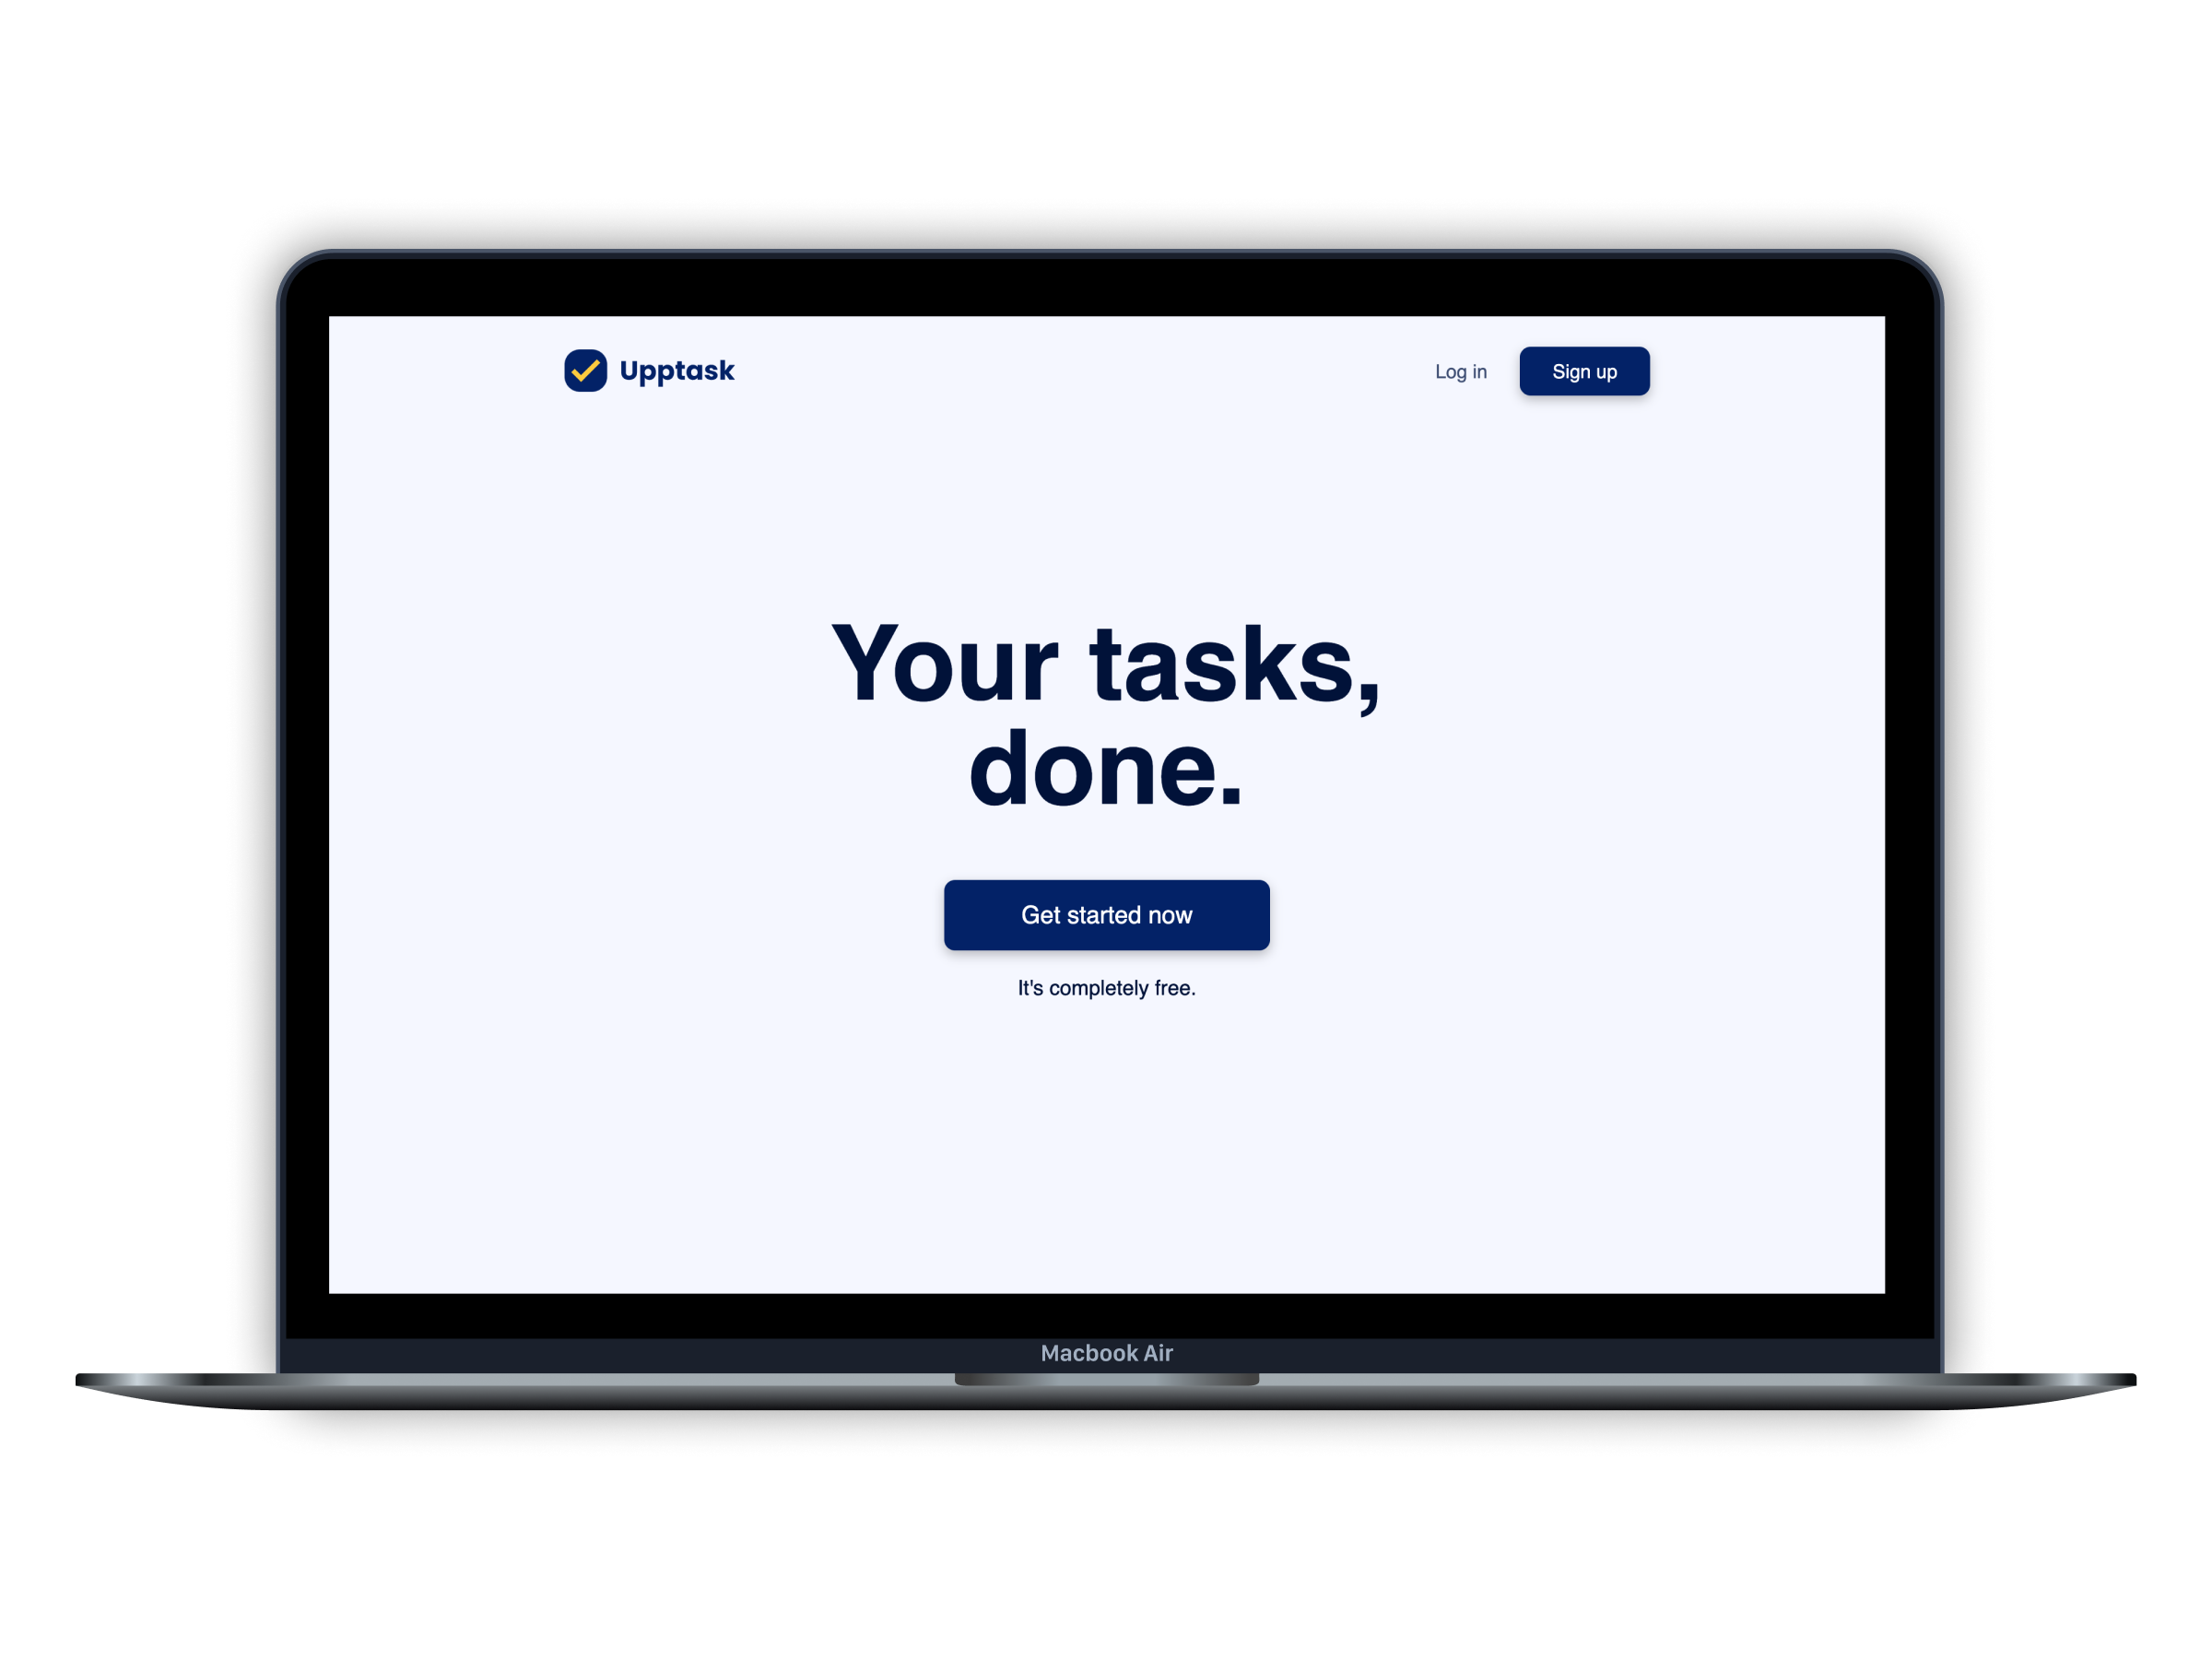 Upptask
Log in
Sign up
Your tasks,
done.
Get started now
It's completely free.
Macbook Air